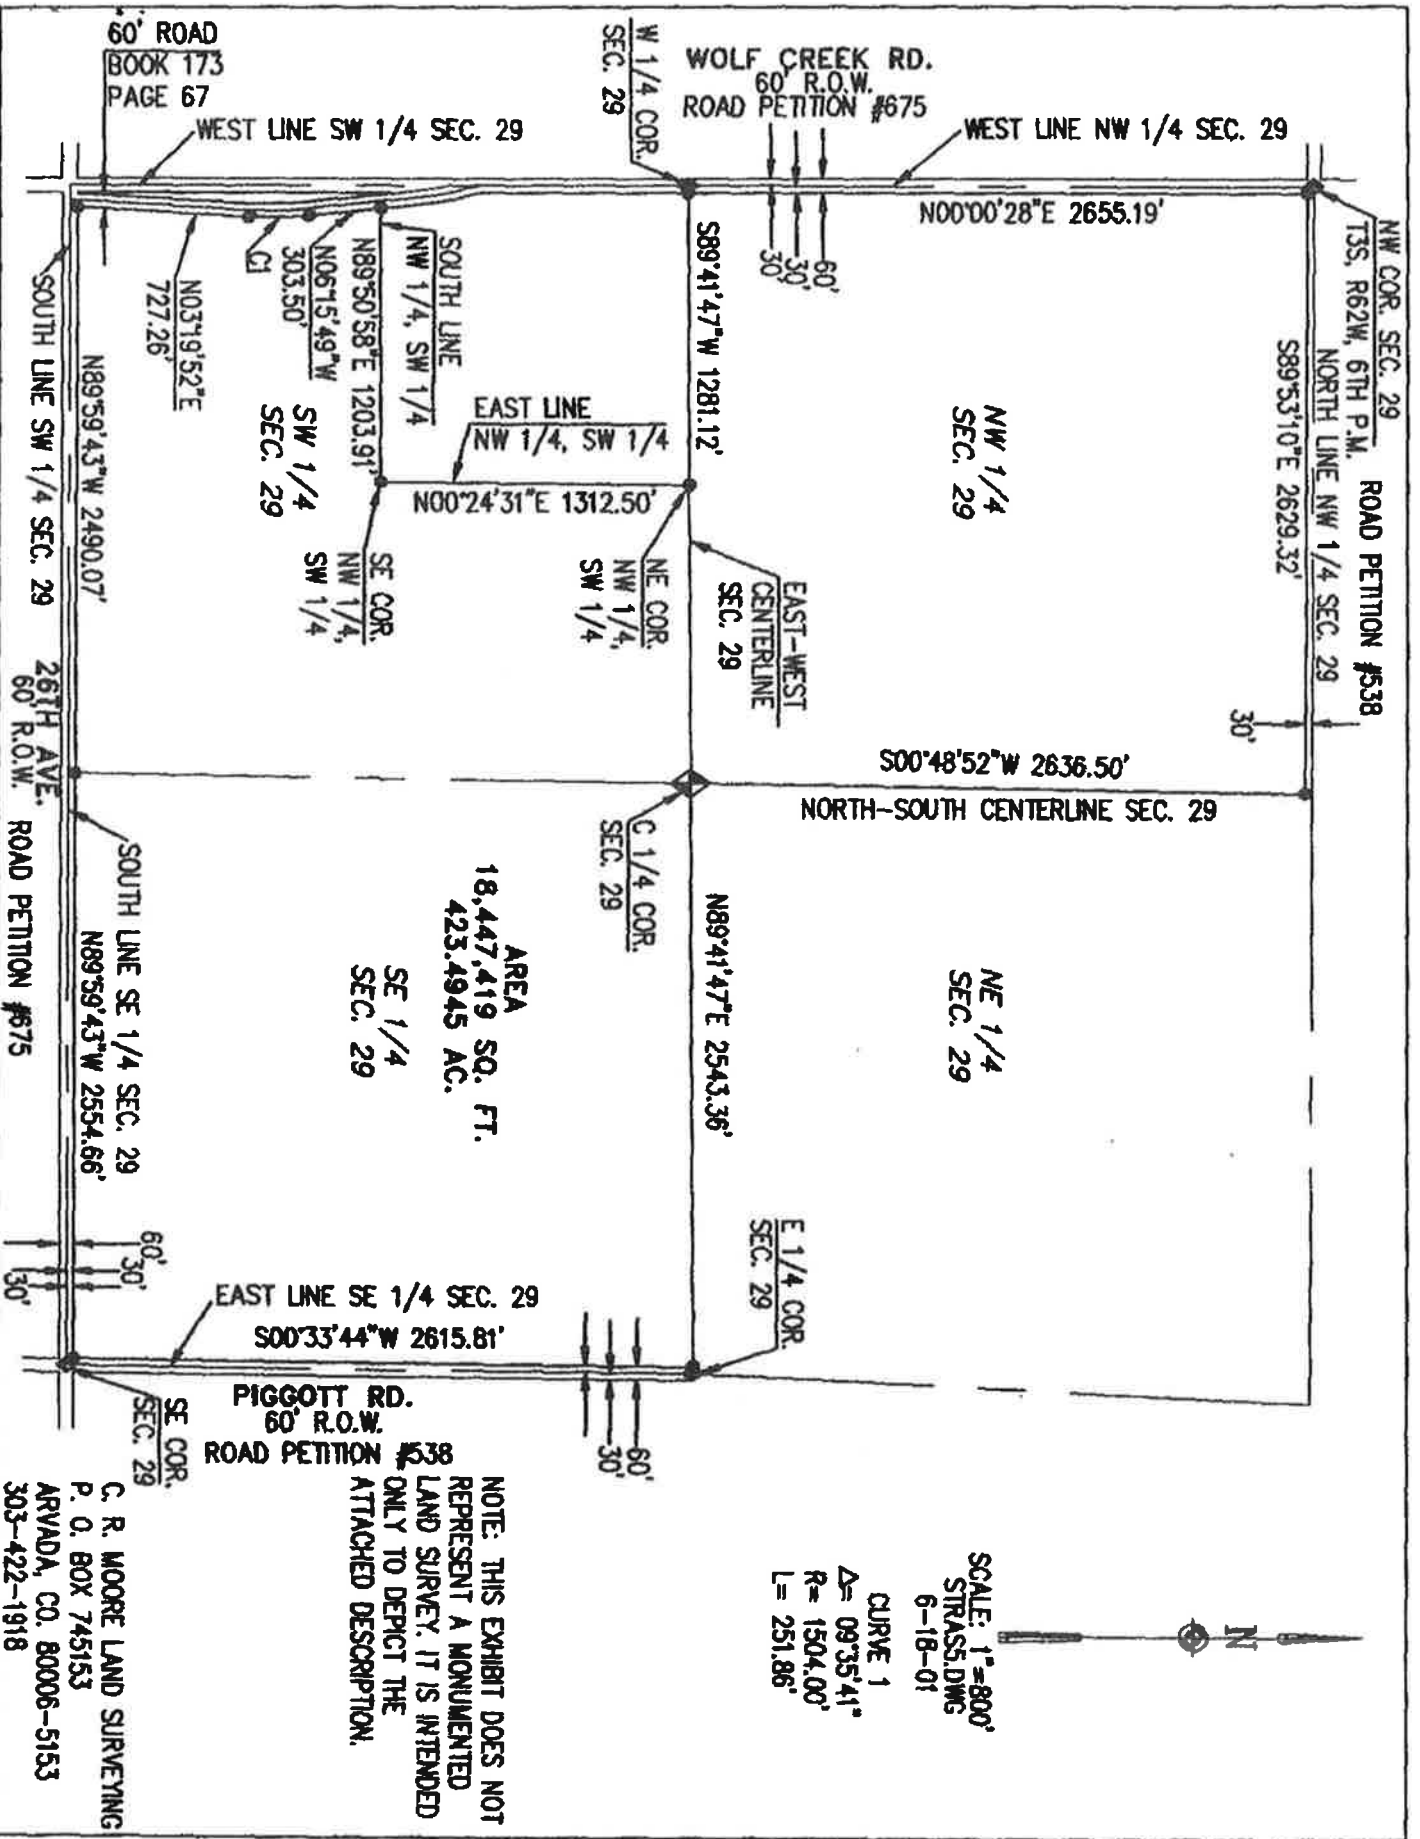 NW COR. SEC. 29
T3S, R62W, 6TH P.M.
ROAD PETITION #538
NORTH LINE NW 1/4 SEC. 29
S89°53'10"E 2629.32'
30'
WEST LINE NW 1/4 SEC. 29
N00°00'28"E 2655.19'
NW 1/4
SEC. 29
NE 1/4
SEC. 29
S00°48'52"W 2636.50'
NORTH-SOUTH CENTERLINE SEC. 29
WOLF CREEK RD.
60' R.O.W.
ROAD PETITION #675
60'
30'
30'
W 1/4 COR.
SEC. 29
S89°41'47"W 1281.12'
EAST-WEST
CENTERLINE
SEC. 29
N89°41'47"E 2543.36'
E 1/4 COR.
SEC. 29
C 1/4 COR.
SEC. 29
NE COR.
NW 1/4,
SW 1/4
EAST LINE
NW 1/4, SW 1/4
N00°24'31"E 1312.50'
SOUTH LINE
NW 1/4, SW 1/4
N89°50'58"E 1203.91'
SE COR.
NW 1/4,
SW 1/4
N06°15'49"W
303.50'
C1
SW 1/4
SEC. 29
N03°19'52"E
727.26'
WEST LINE SW 1/4 SEC. 29
60' ROAD
BOOK 173
PAGE 67
N89°59'43"W 2490.07'
SOUTH LINE SW 1/4 SEC. 29
26TH AVE.
60' R.O.W.
ROAD PETITION #675
AREA
18,447,419 SQ. FT.
423.4945 AC.
SE 1/4
SEC. 29
SOUTH LINE SE 1/4 SEC. 29
N89°59'43"W 2554.66'
60'
30'
30'
EAST LINE SE 1/4 SEC. 29
S00°33'44"W 2615.81'
PIGGOTT RD.
60' R.O.W.
ROAD PETITION #538
60'
30'
SE COR.
SEC. 29
N
SCALE: 1"=800'
STRAS5.DWG
6-18-01
CURVE 1
Δ= 09°35'41"
R= 1504.00'
L= 251.86'
NOTE: THIS EXHIBIT DOES NOT
REPRESENT A MONUMENTED
LAND SURVEY. IT IS INTENDED
ONLY TO DEPICT THE
ATTACHED DESCRIPTION.
C. R. MOORE LAND SURVEYING
P. O. BOX 745153
ARVADA, CO. 80006-5153
303-422-1918